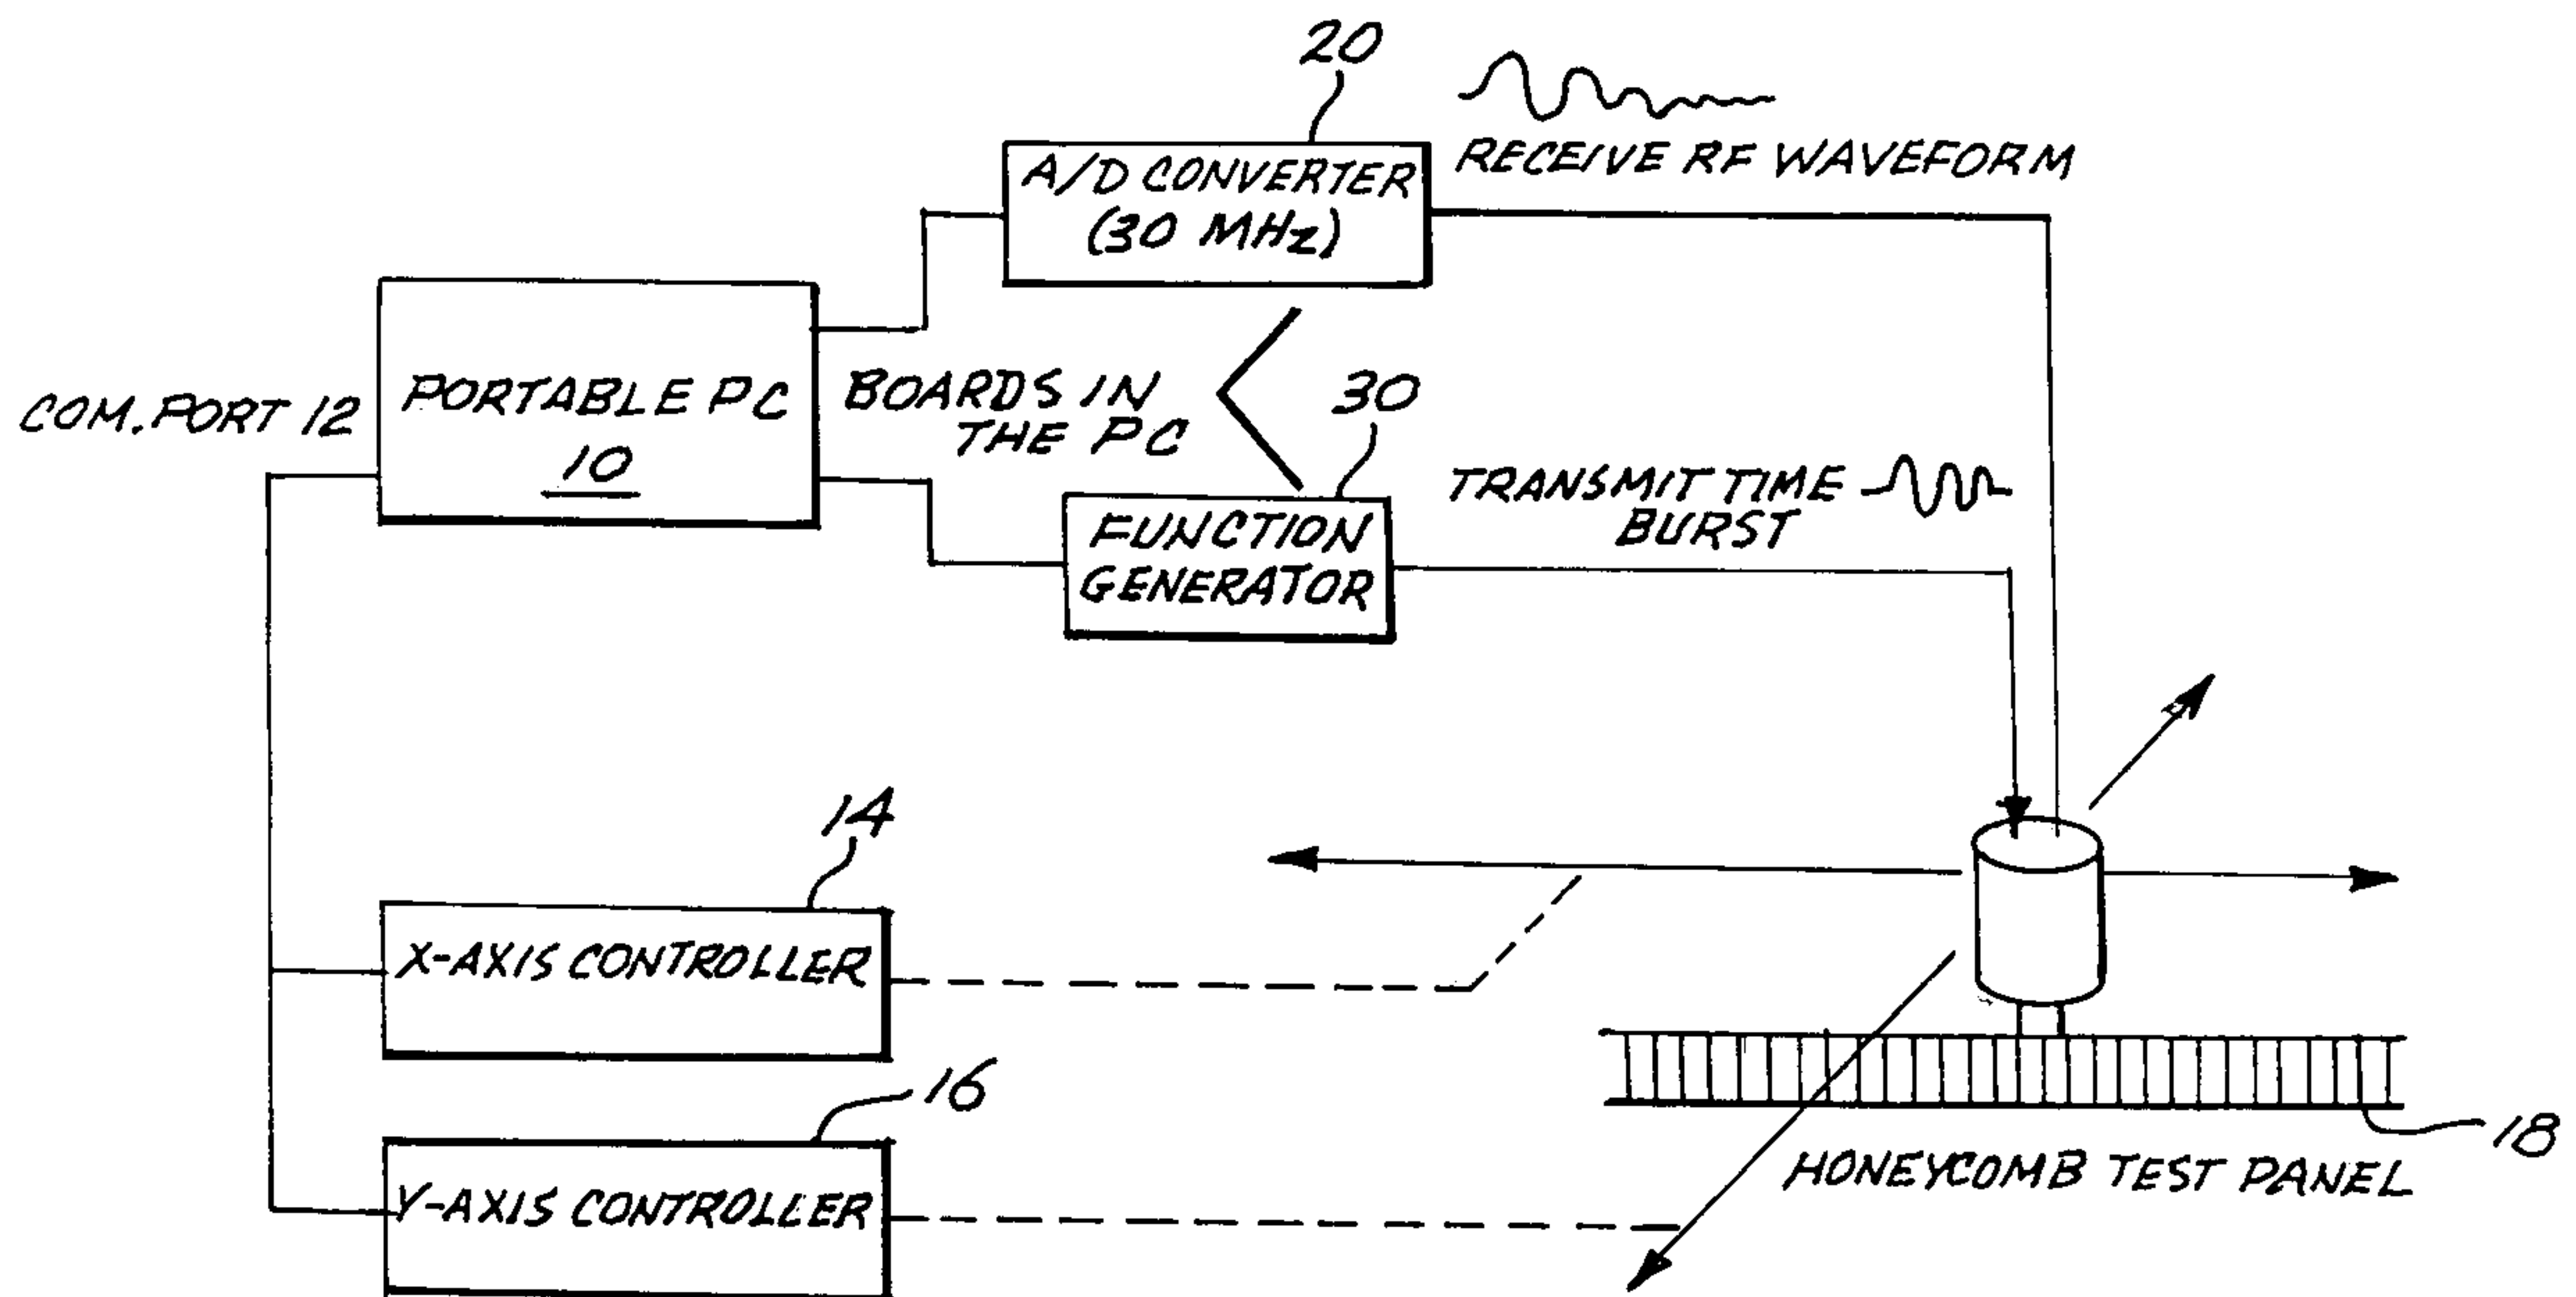 20
RECEIVE RF WAVEFORM
A/D CONVERTER
(30 MHz)
COM. PORT 12
PORTABLE PC
10
BOARDS IN
THE PC
30
TRANSMIT TIME
BURST
FUNCTION
GENERATOR
14
X-AXIS CONTROLLER
16
Y-AXIS CONTROLLER
18
HONEYCOMB TEST PANEL